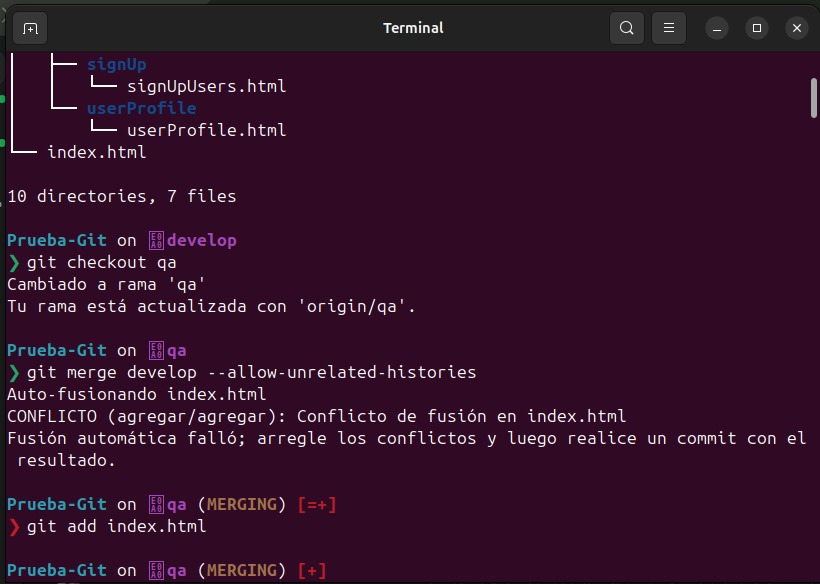 Terminal
signUp
signUpUsers.html
userProfile
userProfile.html
index.html
10 directories, 7 files
Prueba-Git on E0A0 develop
❯ git checkout qa
Cambiado a rama 'qa'
Tu rama está actualizada con 'origin/qa'.
Prueba-Git on E0A0 qa
❯ git merge develop --allow-unrelated-histories
Auto-fusionando index.html
CONFLICTO (agregar/agregar): Conflicto de fusión en index.html
Fusión automática falló; arregle los conflictos y luego realice un commit con el
resultado.
Prueba-Git on E0A0 qa (MERGING) [=+]
❯ git add index.html
Prueba-Git on E0A0 qa (MERGING) [+]